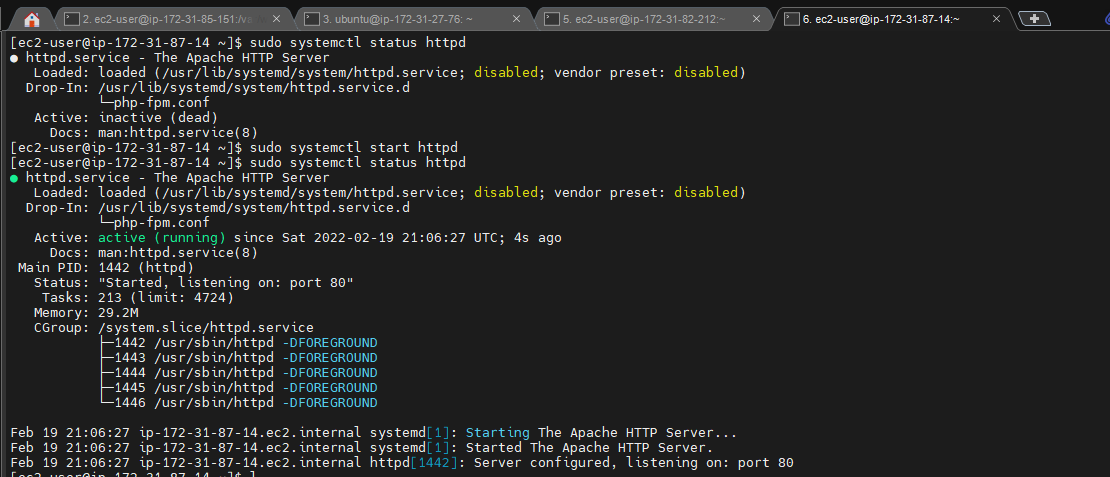 2. ec2-user@ip-172-31-85-151:/va
3. ubuntu@ip-172-31-27-76: ~
5. ec2-user@ip-172-31-82-212:~
6. ec2-user@ip-172-31-87-14:~
[ec2-user@ip-172-31-87-14 ~]$ sudo systemctl status httpd
● httpd.service - The Apache HTTP Server
   Loaded: loaded (/usr/lib/systemd/system/httpd.service; disabled; vendor preset: disabled)
  Drop-In: /usr/lib/systemd/system/httpd.service.d
           └─php-fpm.conf
   Active: inactive (dead)
     Docs: man:httpd.service(8)
[ec2-user@ip-172-31-87-14 ~]$ sudo systemctl start httpd
[ec2-user@ip-172-31-87-14 ~]$ sudo systemctl status httpd
● httpd.service - The Apache HTTP Server
   Loaded: loaded (/usr/lib/systemd/system/httpd.service; disabled; vendor preset: disabled)
  Drop-In: /usr/lib/systemd/system/httpd.service.d
           └─php-fpm.conf
   Active: active (running) since Sat 2022-02-19 21:06:27 UTC; 4s ago
     Docs: man:httpd.service(8)
 Main PID: 1442 (httpd)
   Status: "Started, listening on: port 80"
    Tasks: 213 (limit: 4724)
   Memory: 29.2M
   CGroup: /system.slice/httpd.service
           ├─1442 /usr/sbin/httpd -DFOREGROUND
           ├─1443 /usr/sbin/httpd -DFOREGROUND
           ├─1444 /usr/sbin/httpd -DFOREGROUND
           ├─1445 /usr/sbin/httpd -DFOREGROUND
           └─1446 /usr/sbin/httpd -DFOREGROUND

Feb 19 21:06:27 ip-172-31-87-14.ec2.internal systemd[1]: Starting The Apache HTTP Server...
Feb 19 21:06:27 ip-172-31-87-14.ec2.internal systemd[1]: Started The Apache HTTP Server.
Feb 19 21:06:27 ip-172-31-87-14.ec2.internal httpd[1442]: Server configured, listening on: port 80
[ec2-user@ip-172-31-87-14 ~]$